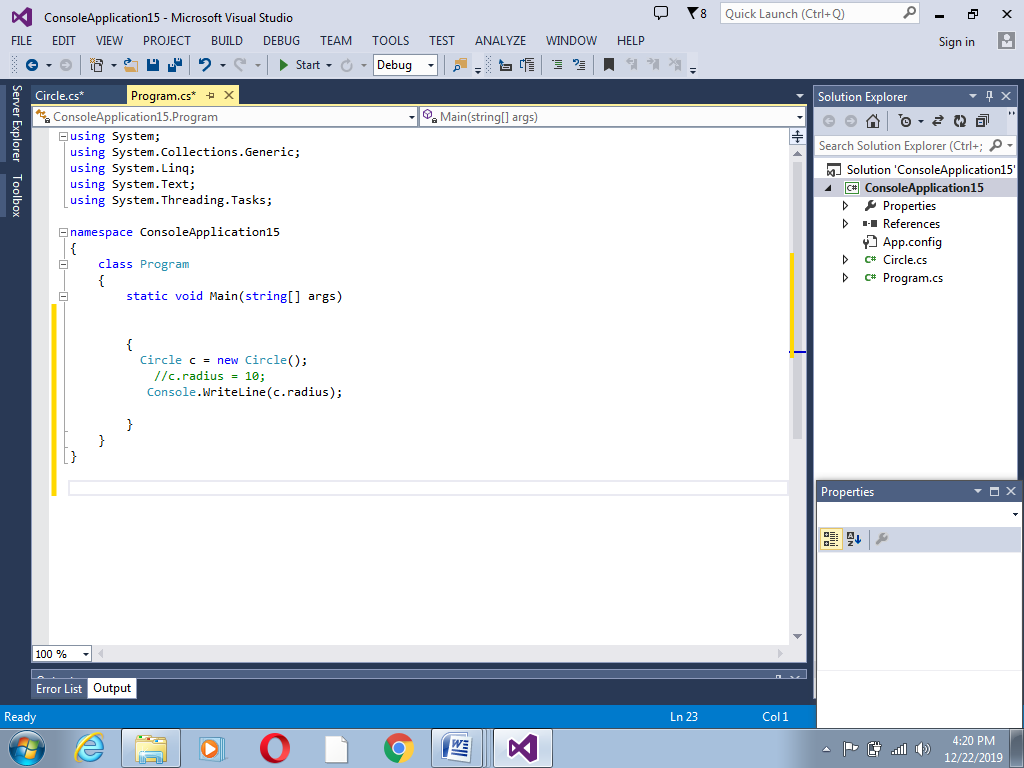 ConsoleApplication15 - Microsoft Visual Studio
8
Quick Launch (Ctrl+Q)
FILE EDIT VIEW PROJECT BUILD DEBUG TEAM TOOLS TEST ANALYZE WINDOW HELP
Sign in
Start
Debug
Server Explorer
Toolbox
Circle.cs*
Program.cs*
ConsoleApplication15.Program
Main(string[] args)
using System;
using System.Collections.Generic;
using System.Linq;
using System.Text;
using System.Threading.Tasks;
namespace ConsoleApplication15
{
class Program
{
static void Main(string[] args)
{
Circle c = new Circle();
//c.radius = 10;
Console.WriteLine(c.radius);
}
}
}
100 %
Error List
Output
Solution Explorer
Search Solution Explorer (Ctrl+;
Solution 'ConsoleApplication15'
C# ConsoleApplication15
Properties
References
App.config
C# Circle.cs
C# Program.cs
Properties
Ready
Ln 23
Col 1
4:20 PM
12/22/2019